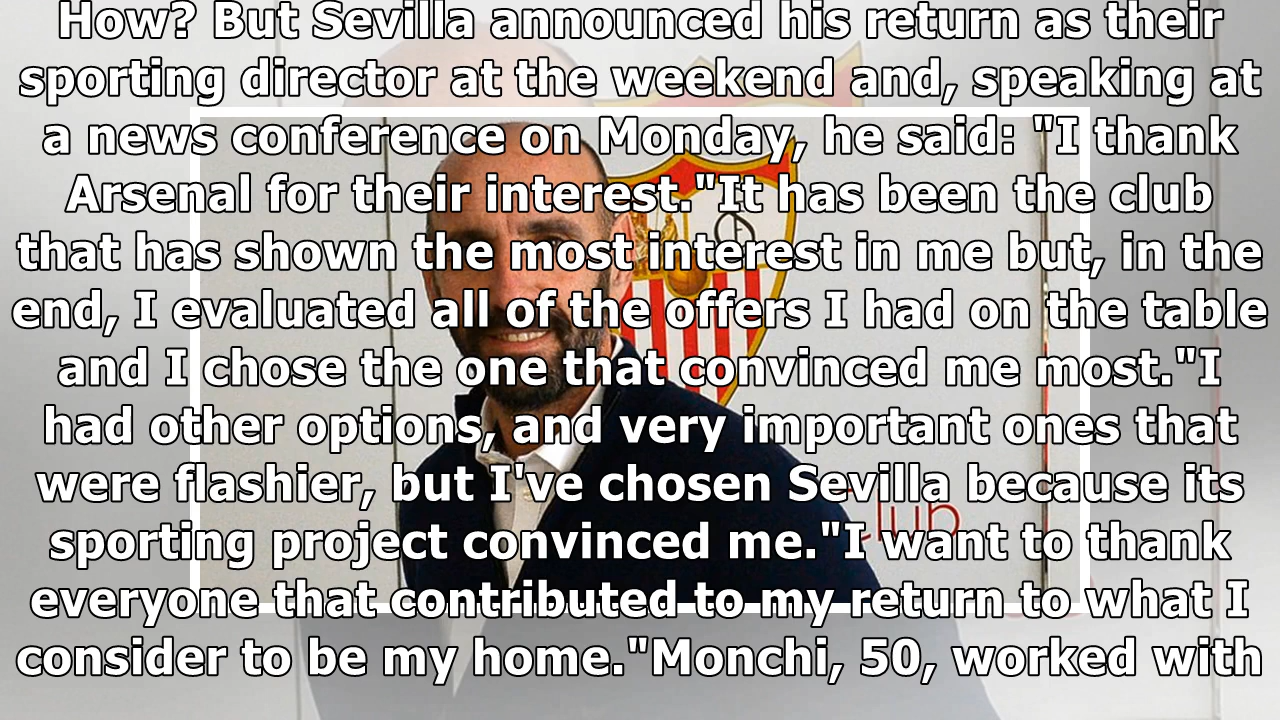 How? But Sevilla announced his return as their
sporting director at the weekend and, speaking at
a news conference on Monday, he said: "I thank
Arsenal for their interest."It has been the club
that has shown the most interest in me but, in the
end, I evaluated all of the offers I had on the table
and I chose the one that convinced me most."I
had other options, and very important ones that
were flashier, but I've chosen Sevilla because its
sporting project convinced me."I want to thank
everyone that contributed to my return to what I
consider to be my home."Monchi, 50, worked with
club